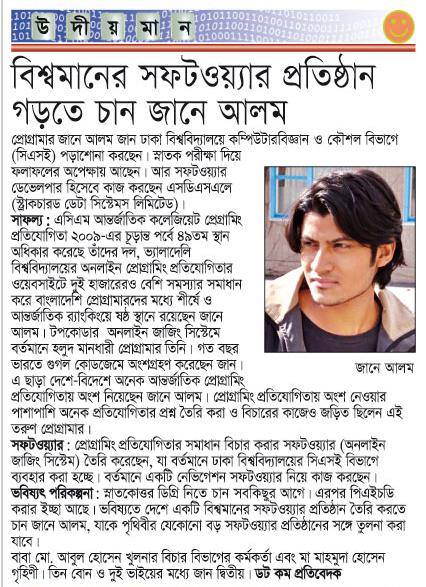 উদীয়মান
বিশ্বমানের সফটওয়্যার প্রতিষ্ঠান
গড়তে চান জানে আলম
প্রোগ্রামার জানে আলম জান ঢাকা বিশ্ববিদ্যালয়ে কম্পিউটারবিজ্ঞান ও কৌশল বিভাগে
(সিএসই) পড়াশোনা করছেন। স্নাতক পরীক্ষা দিয়ে
ফলাফলের অপেক্ষায় আছেন। আর সফটওয়্যার
ডেভেলপার হিসেবে কাজ করছেন এসডিএসএলে
(স্ট্রাকচারড ডেটা সিস্টেমস লিমিটেড)।
সাফল্য : এসিএম আন্তর্জাতিক কলেজিয়েট প্রোগ্রামিং
প্রতিযোগিতা ২০০৯-এর চূড়ান্ত পর্বে ৪৯তম স্থান
অধিকার করেছে তাঁদের দল, ভ্যালাদেলি
বিশ্ববিদ্যালয়ের অনলাইন প্রোগ্রামিং প্রতিযোগিতার
ওয়েবসাইটে দুই হাজারেরও বেশি সমস্যার সমাধান
করে বাংলাদেশি প্রোগ্রামারদের মধ্যে শীর্ষে ও
আন্তর্জাতিক র‍্যাংকিংয়ে ষষ্ঠ স্থানে রয়েছেন জানে
আলম। টপকোডার অনলাইন জাজিং সিস্টেমে
বর্তমানে হলুদ মানধারী প্রোগ্রামার তিনি। গত বছর
ভারতে গুগল কোডজেমে অংশগ্রহণ করেছেন জান।
এ ছাড়া দেশে-বিদেশে অনেক আন্তর্জাতিক প্রোগ্রামিং
প্রতিযোগিতায় অংশ নিয়েছেন জানে আলম। প্রোগ্রামিং প্রতিযোগিতায় অংশ নেওয়ার
পাশাপাশি অনেক প্রতিযোগিতার প্রশ্ন তৈরি করা ও বিচারের কাজেও জড়িত ছিলেন এই
তরুণ প্রোগ্রামার।
সফটওয়্যার : প্রোগ্রামিং প্রতিযোগিতার সমাধান বিচার করার সফটওয়্যার (অনলাইন
জাজিং সিস্টেম) তৈরি করেছেন, যা বর্তমানে ঢাকা বিশ্ববিদ্যালয়ের সিএসই বিভাগে
ব্যবহার করা হচ্ছে। বর্তমানে একটি নেভিগেশন সফটওয়্যার নিয়ে কাজ করছেন।
ভবিষ্যৎ পরিকল্পনা : স্নাতকোত্তর ডিগ্রি নিতে চান সবকিছুর আগে। এরপর পিএইচডি
করার ইচ্ছা আছে। ভবিষ্যতে দেশে একটি বিশ্বমানের সফটওয়্যার প্রতিষ্ঠান তৈরি করতে
চান জানে আলম, যাকে পৃথিবীর যেকোনো বড় সফটওয়্যার প্রতিষ্ঠানের সঙ্গে তুলনা করা
যাবে।
বাবা মো. আবুল হোসেন খুলনার বিচার বিভাগের কর্মকর্তা এবং মা মাহমুদা হোসেন
গৃহিণী। তিন বোন ও দুই ভাইয়ের মধ্যে জান দ্বিতীয়। ডট কম প্রতিবেদক
জানে আলম